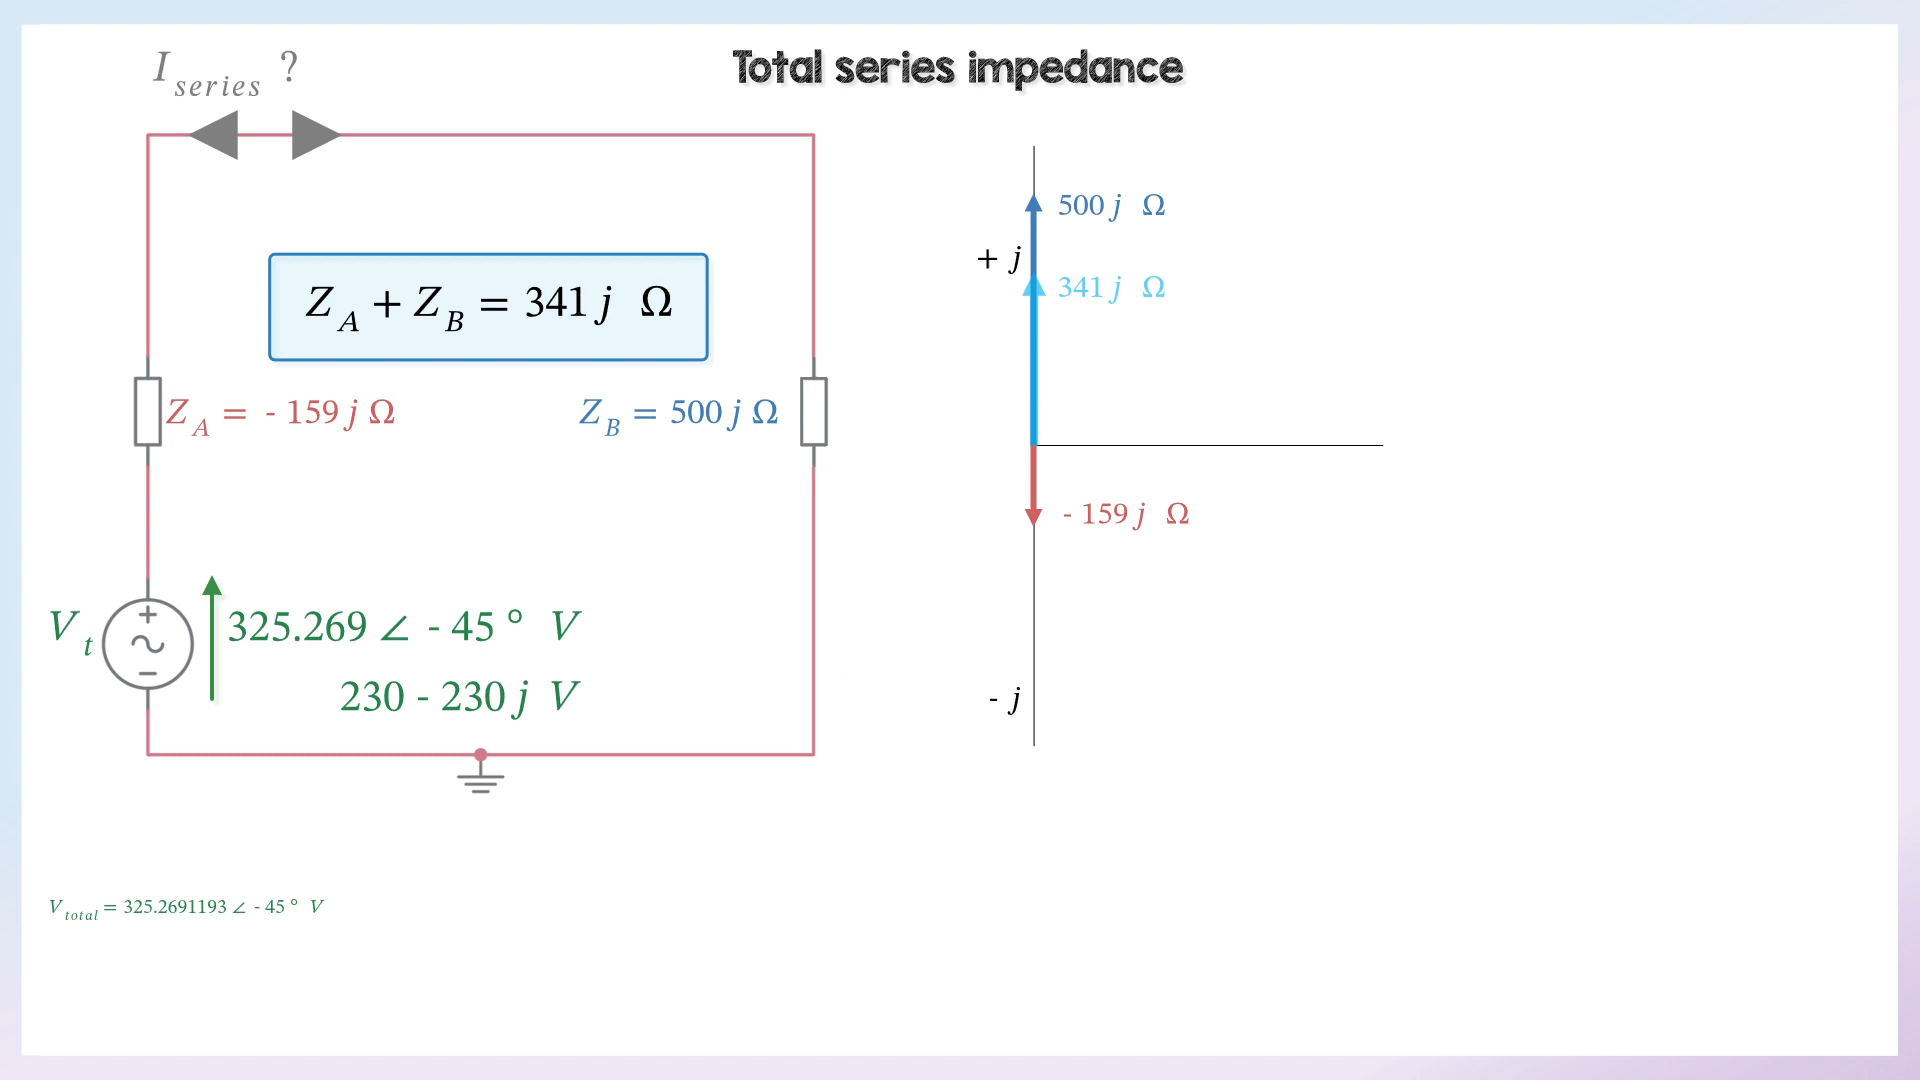 Total series impedance
I series ?
Z A + Z B = 341 j Ω
Z A = - 159 j Ω
Z B = 500 j Ω
V t
325.269 ∠ - 45 ° V
230 - 230 j V
V total = 325.2691193 ∠ - 45 ° V
500 j Ω
+ j
341 j Ω
- 159 j Ω
- j